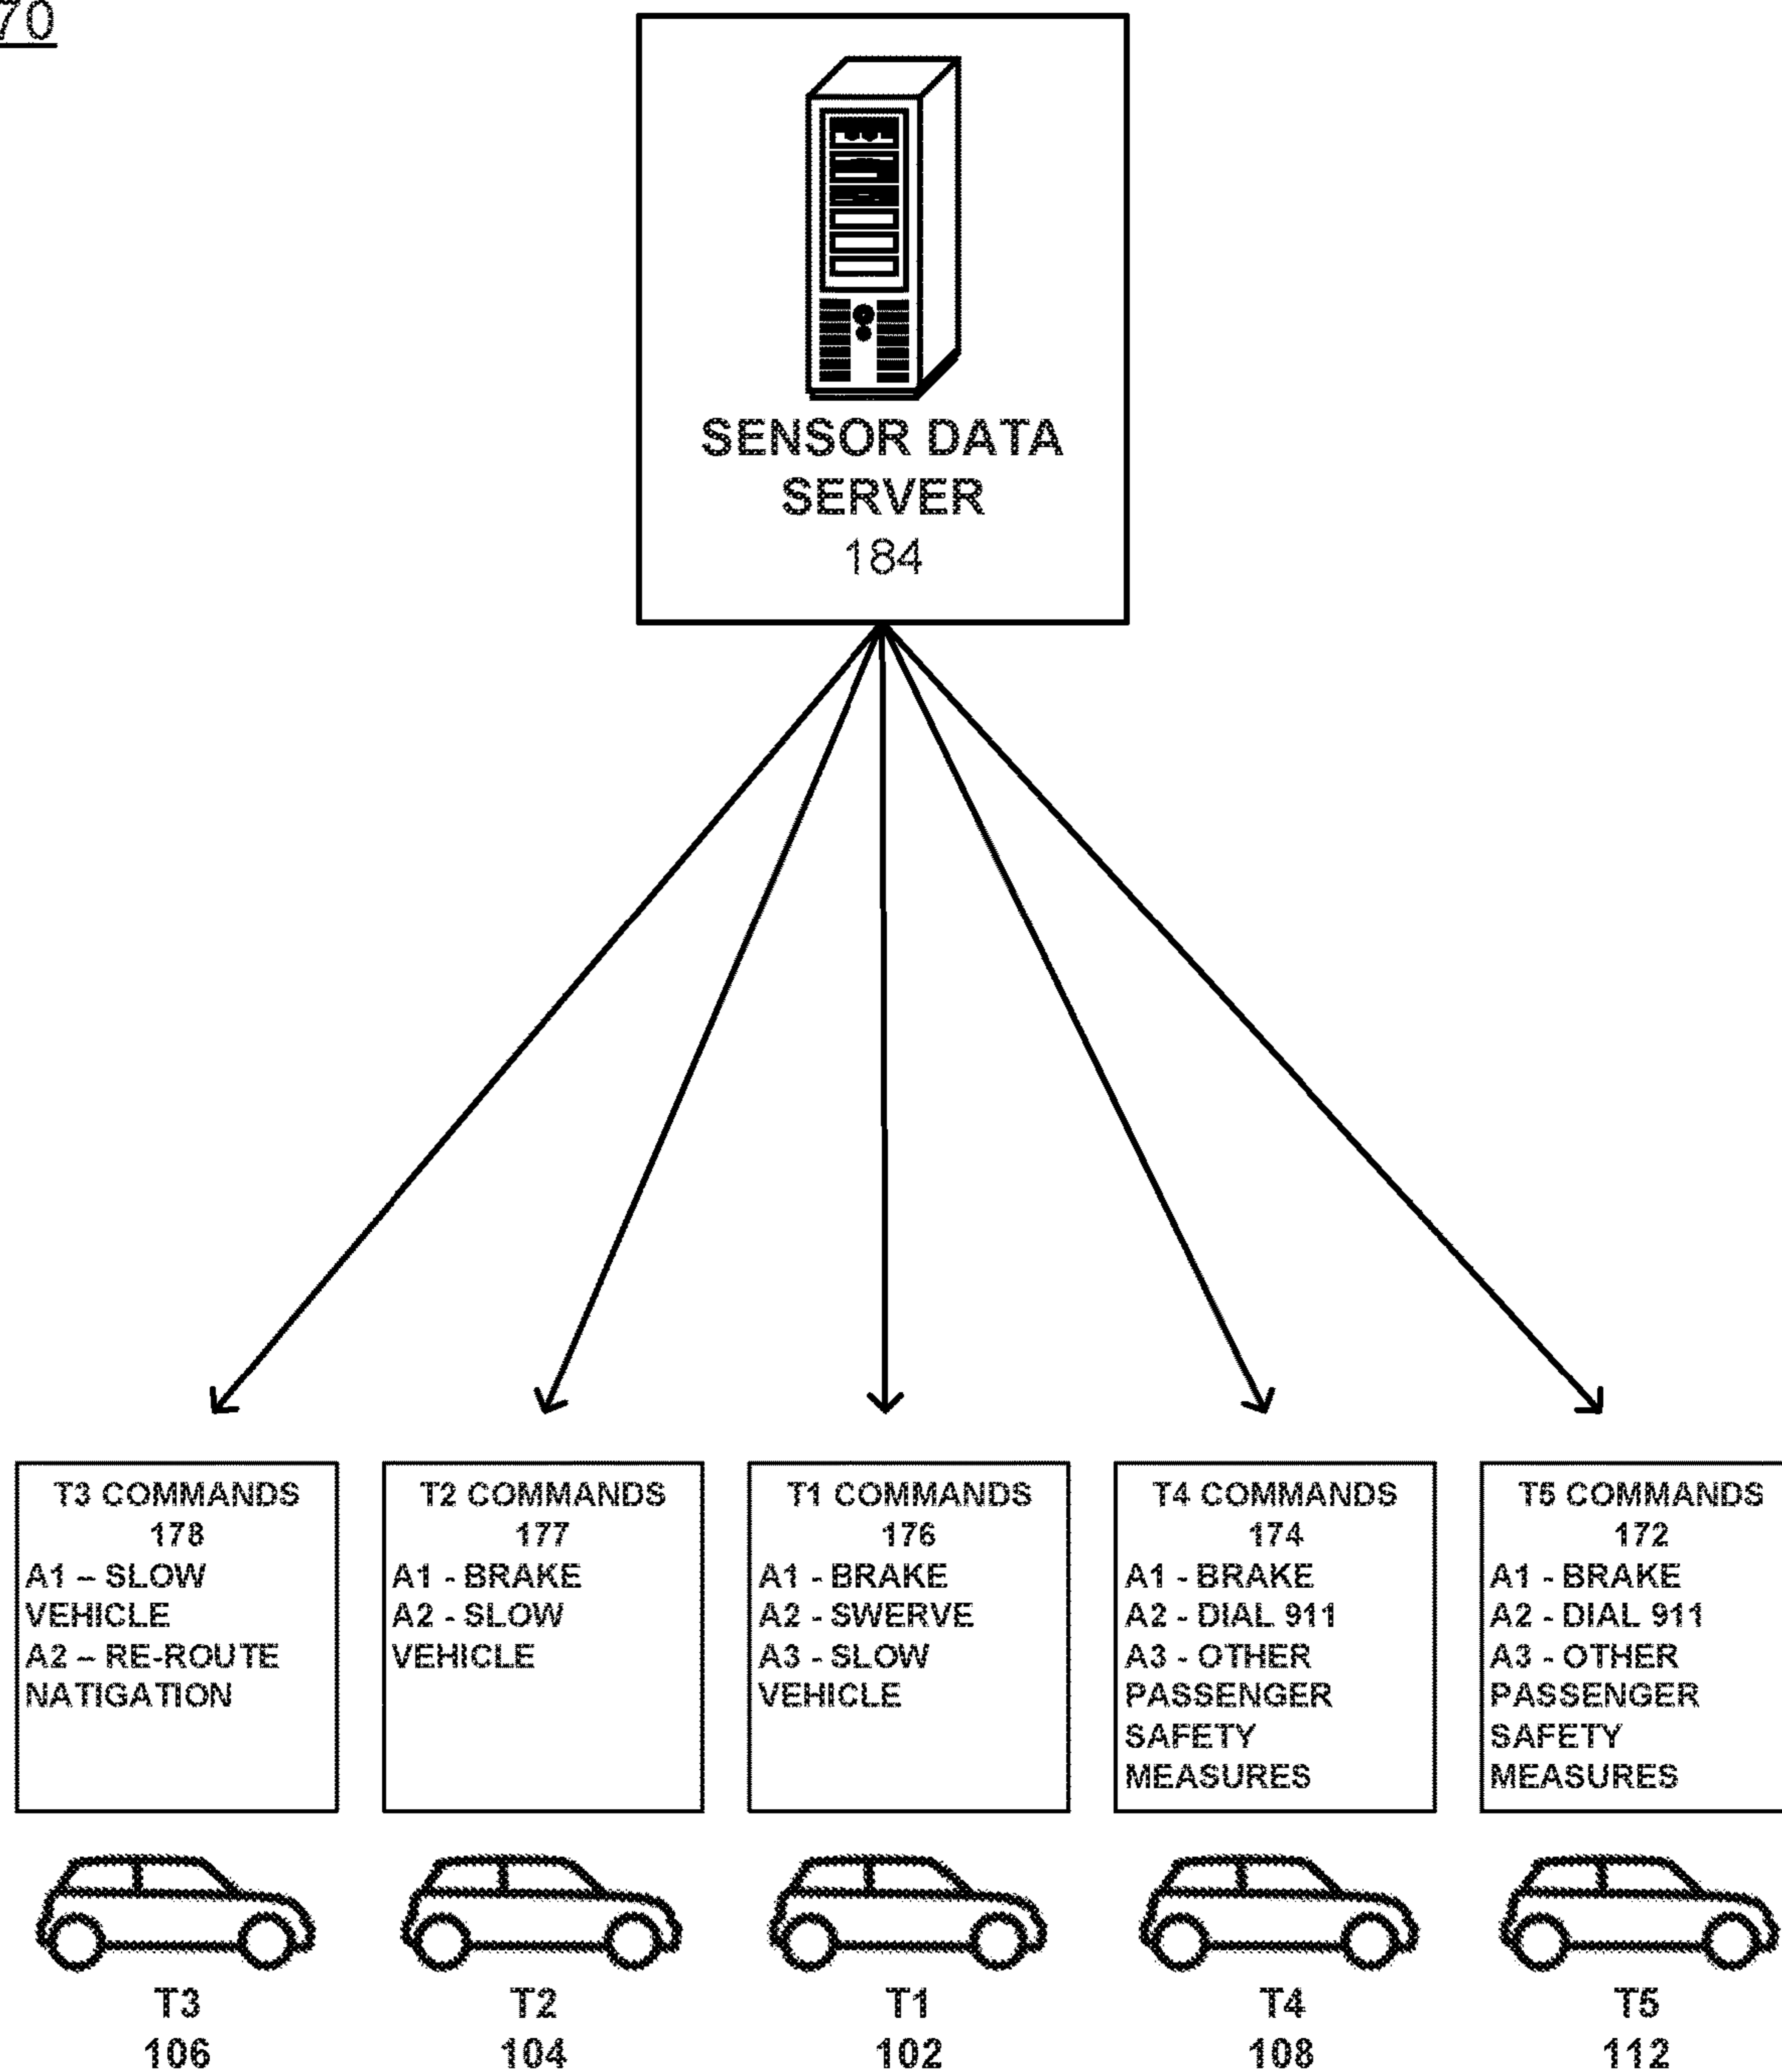 70
SENSOR DATA
SERVER
184
T3 COMMANDS
178
A1 – SLOW
VEHICLE
A2 – RE-ROUTE
NATIGATION
T2 COMMANDS
177
A1 - BRAKE
A2 - SLOW
VEHICLE
T1 COMMANDS
176
A1 - BRAKE
A2 - SWERVE
A3 - SLOW
VEHICLE
T4 COMMANDS
174
A1 - BRAKE
A2 - DIAL 911
A3 - OTHER
PASSENGER
SAFETY
MEASURES
T5 COMMANDS
172
A1 - BRAKE
A2 - DIAL 911
A3 - OTHER
PASSENGER
SAFETY
MEASURES
T3
106
T2
104
T1
102
T4
108
T5
112